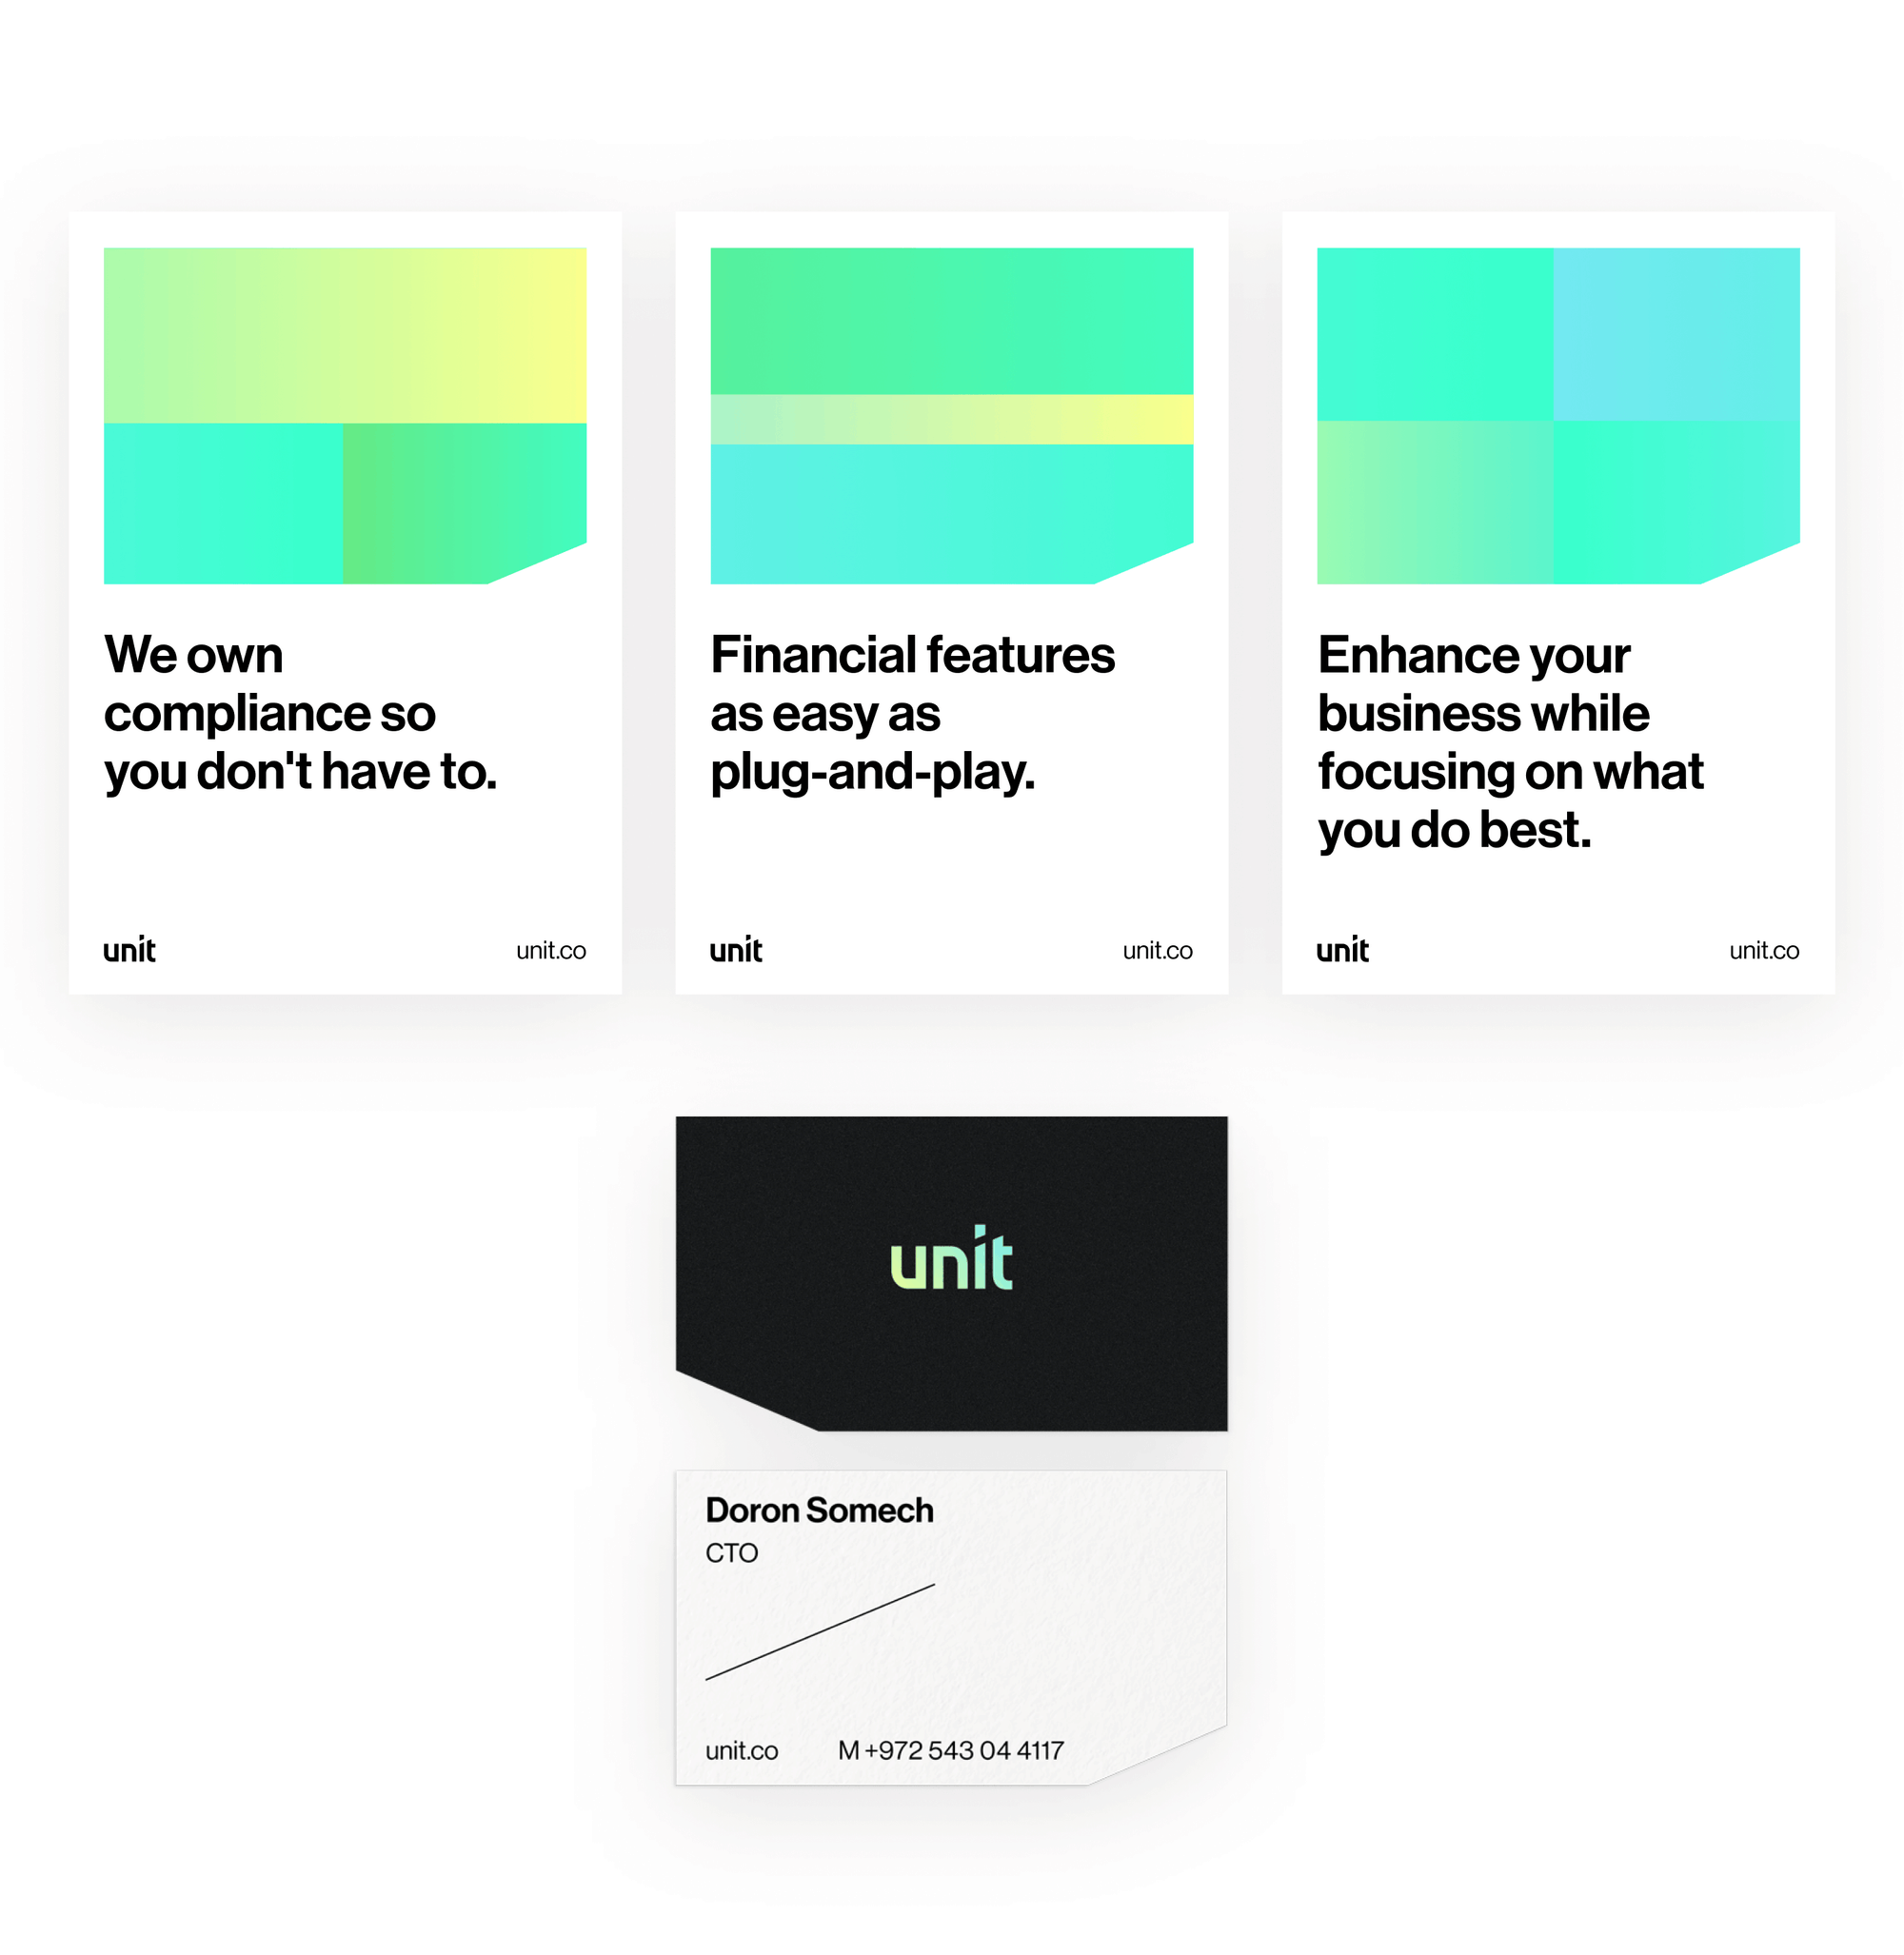 We own
compliance so
you don't have to.
unit
unit.co
Financial features
as easy as
plug-and-play.
unit
unit.co
Enhance your
business while
focusing on what
you do best.
unit
unit.co
unit
Doron Somech
CTO
unit.co
M +972 543 04 4117